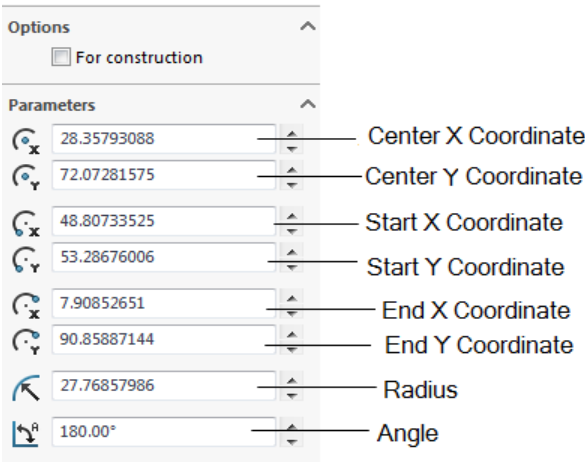 Options
For construction
Parameters
X 28.35793088 Center X Coordinate
Y 72.07281575 Center Y Coordinate
X 48.80733525 Start X Coordinate
Y 53.28676006 Start Y Coordinate
X 7.90852651 End X Coordinate
Y 90.85887144 End Y Coordinate
27.76857986 Radius
A 180.00° Angle